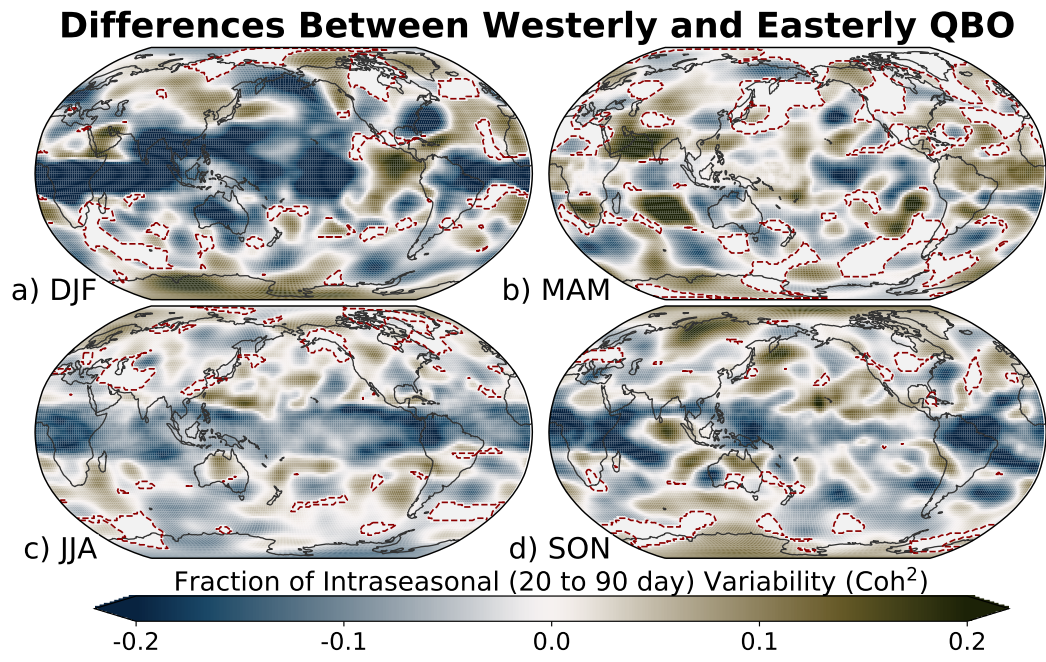 Differences Between Westerly and Easterly QBO
a) DJF
b) MAM
c) JJA
d) SON
Fraction of Intraseasonal (20 to 90 day) Variability (Coh²)
-0.2 -0.1 0.0 0.1 0.2